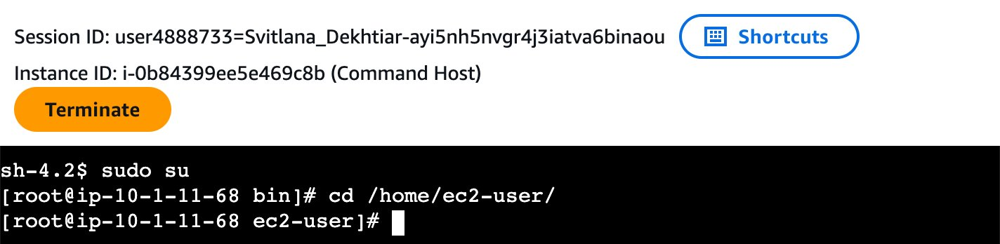 Session ID: user4888733=Svitlana_Dekhtiar-ayi5nh5nvgr4j3iatva6binaou
Shortcuts
Instance ID: i-0b84399ee5e469c8b (Command Host)
Terminate
sh-4.2$ sudo su
[root@ip-10-1-11-68 bin]# cd /home/ec2-user/
[root@ip-10-1-11-68 ec2-user]#